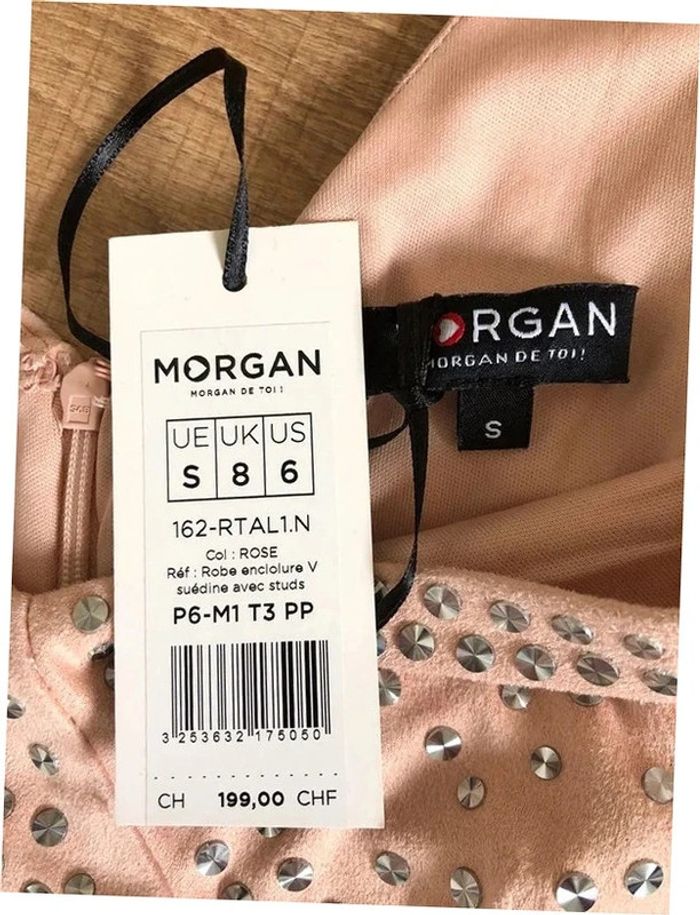 MORGAN
MORGAN DE TOI !
UE UK US
S 8 6
162-RTAL1.N
Col : ROSE
Réf : Robe enclolure V
suédine avec studs
P6-M1 T3 PP
3 253632 175050
CH 199,00 CHF
MORGAN
MORGAN DE TOI !
S